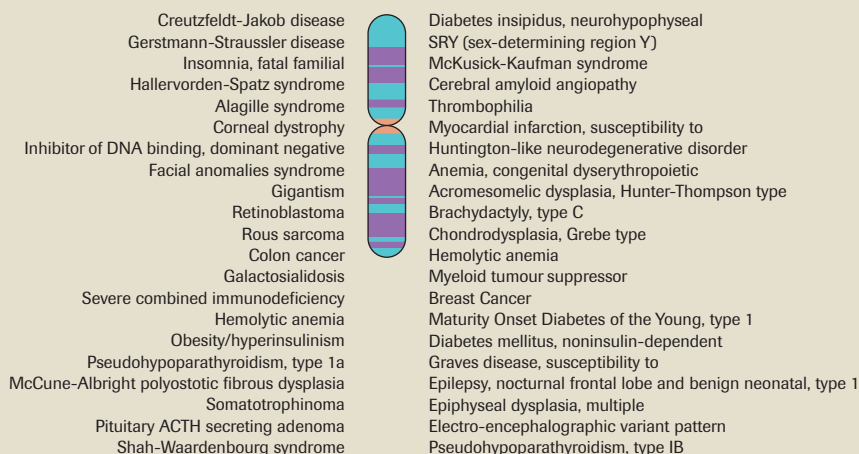 Creutzfeldt-Jakob disease
Gerstmann-Straussler disease
Insomnia, fatal familial
Hallervorden-Spatz syndrome
Alagille syndrome
Corneal dystrophy
Inhibitor of DNA binding, dominant negative
Facial anomalies syndrome
Gigantism
Retinoblastoma
Rous sarcoma
Colon cancer
Galactosialidosis
Severe combined immunodeficiency
Hemolytic anemia
Obesity/hyperinsulinism
Pseudohypoparathyroidism, type 1a
McCune-Albright polyostotic fibrous dysplasia
Somatotrophinoma
Pituitary ACTH secreting adenoma
Shah-Waardenbourg syndrome
Diabetes insipidus, neurohypophyseal
SRY (sex-determining region Y)
McKusick-Kaufman syndrome
Cerebral amyloid angiopathy
Thrombophilia
Myocardial infarction, susceptibility to
Huntington-like neurodegenerative disorder
Anemia, congenital dyserythropoietic
Acromesomelic dysplasia, Hunter-Thompson type
Brachydactyly, type C
Chondrodysplasia, Grebe type
Hemolytic anemia
Myeloid tumour suppressor
Breast Cancer
Maturity Onset Diabetes of the Young, type 1
Diabetes mellitus, noninsulin-dependent
Graves disease, susceptibility to
Epilepsy, nocturnal frontal lobe and benign neonatal, type 1
Epiphyseal dysplasia, multiple
Electro-encephalographic variant pattern
Pseudohypoparathyroidism, type IB